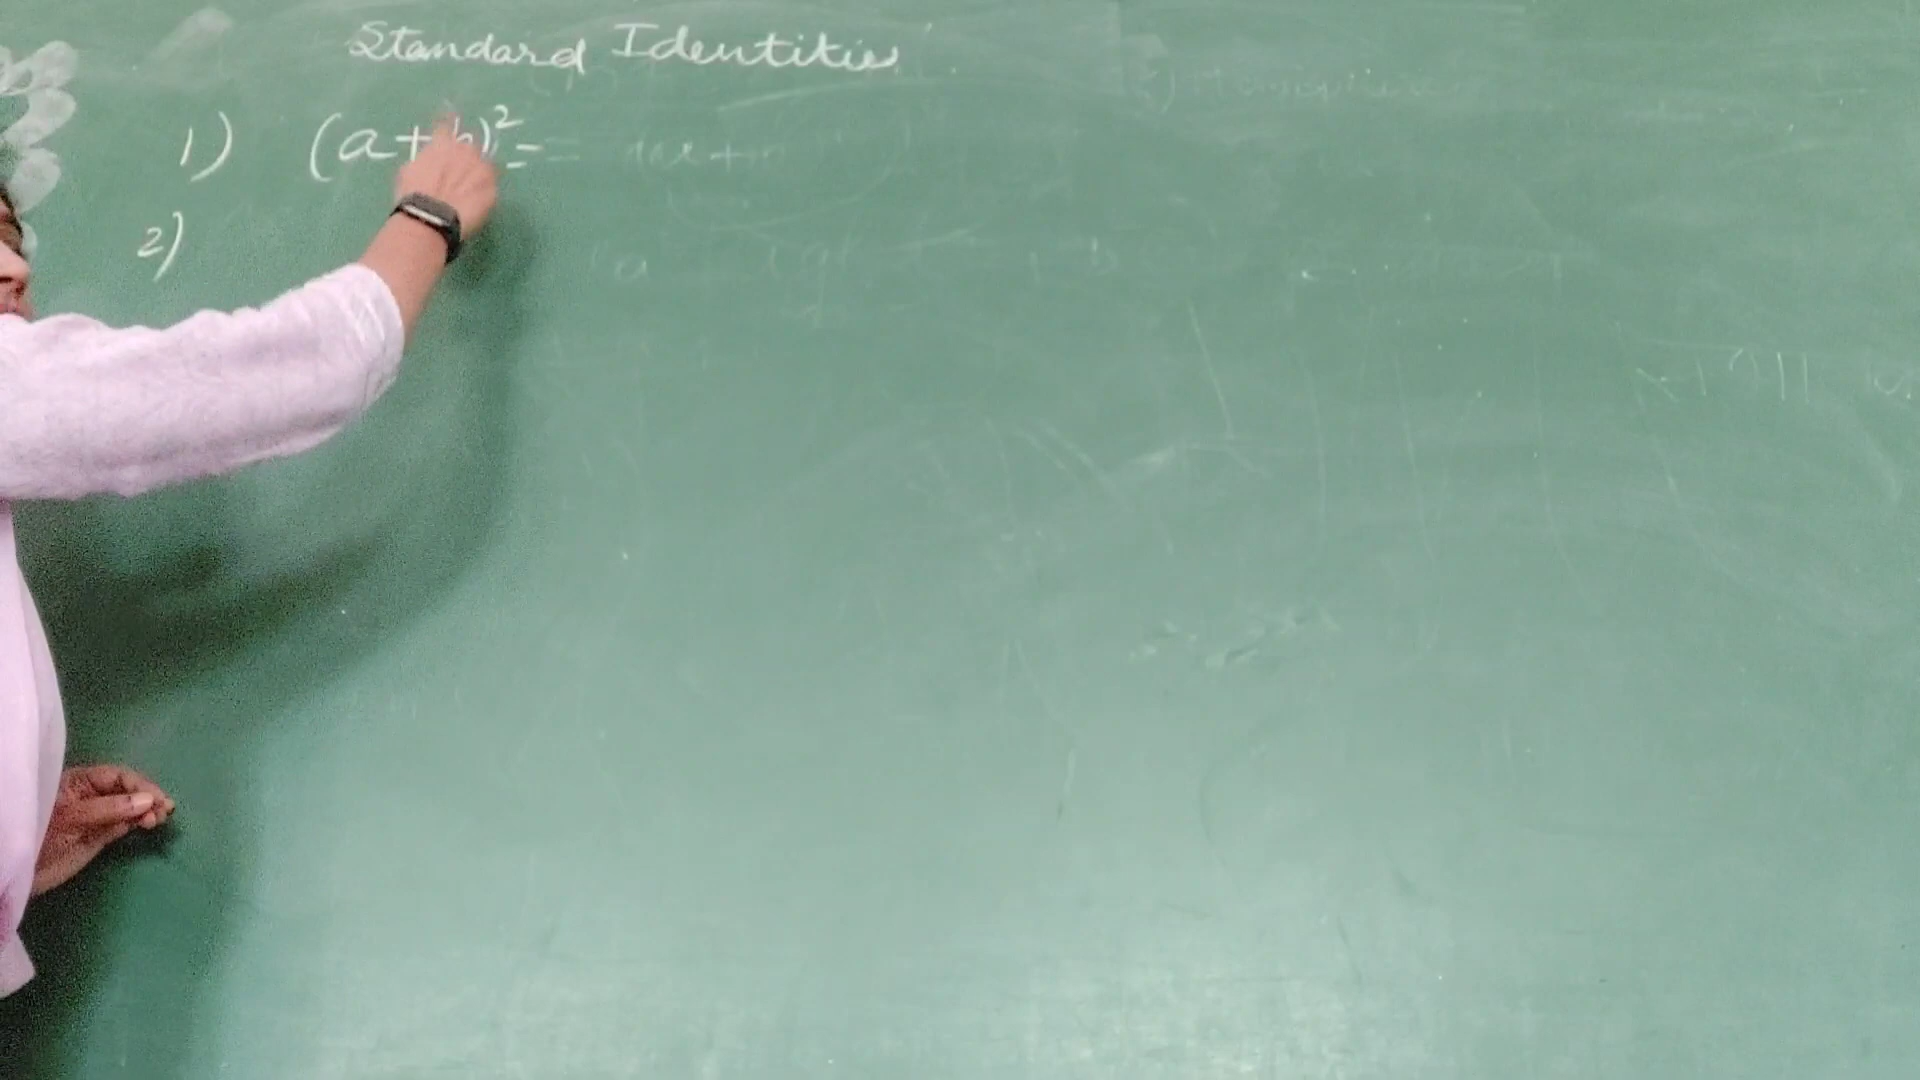 Standard Identities
1) (a+b)²=
2)